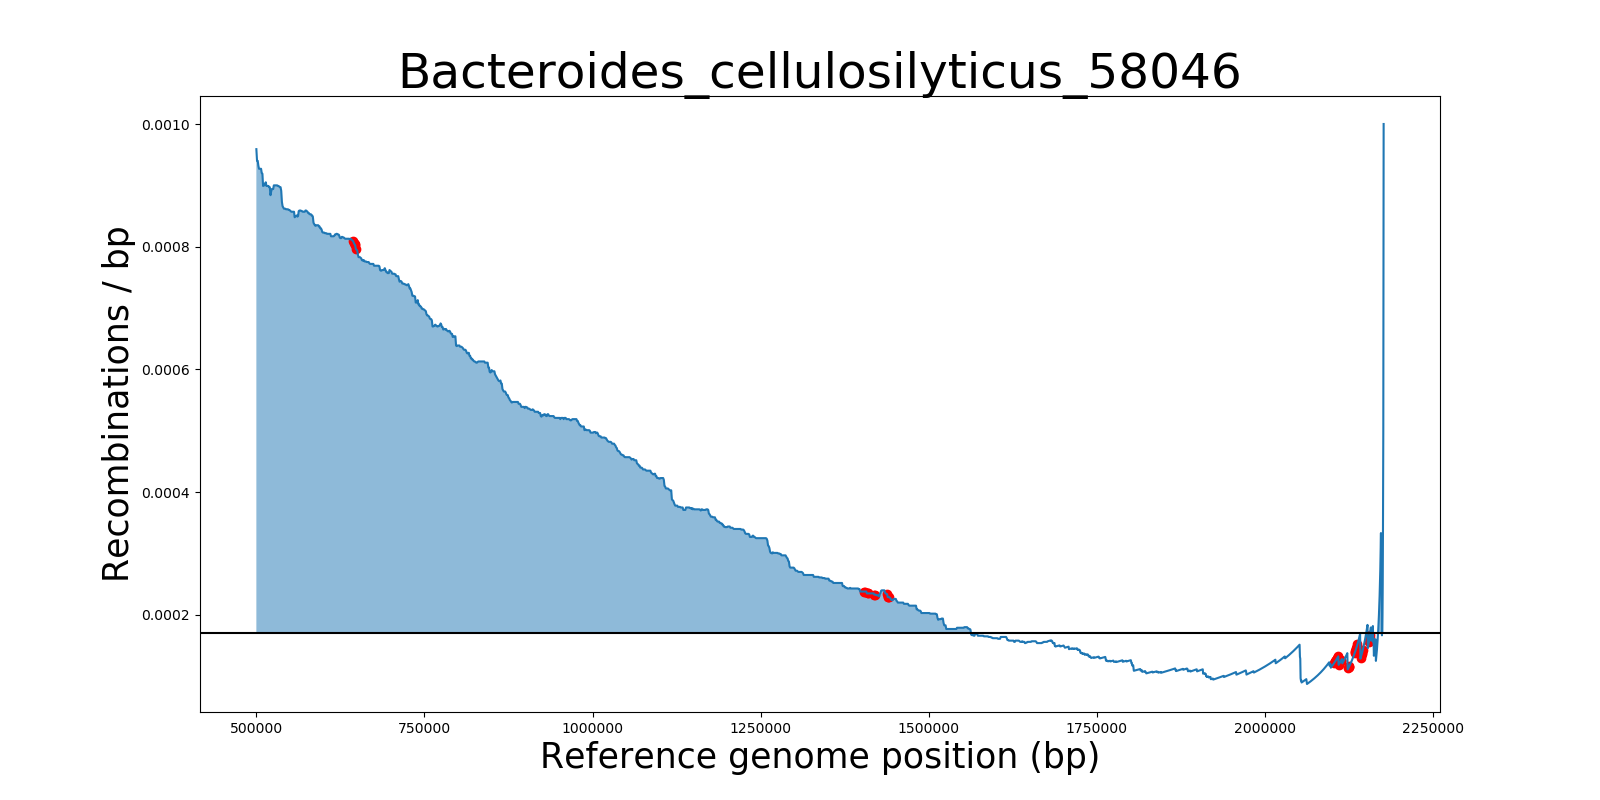 Bacteroides_cellulosilyticus_58046
0.0010
0.0008
0.0006
0.0004
0.0002
Recombinations / bp
500000 750000 1000000 1250000 1500000 1750000 2000000 2250000
Reference genome position (bp)